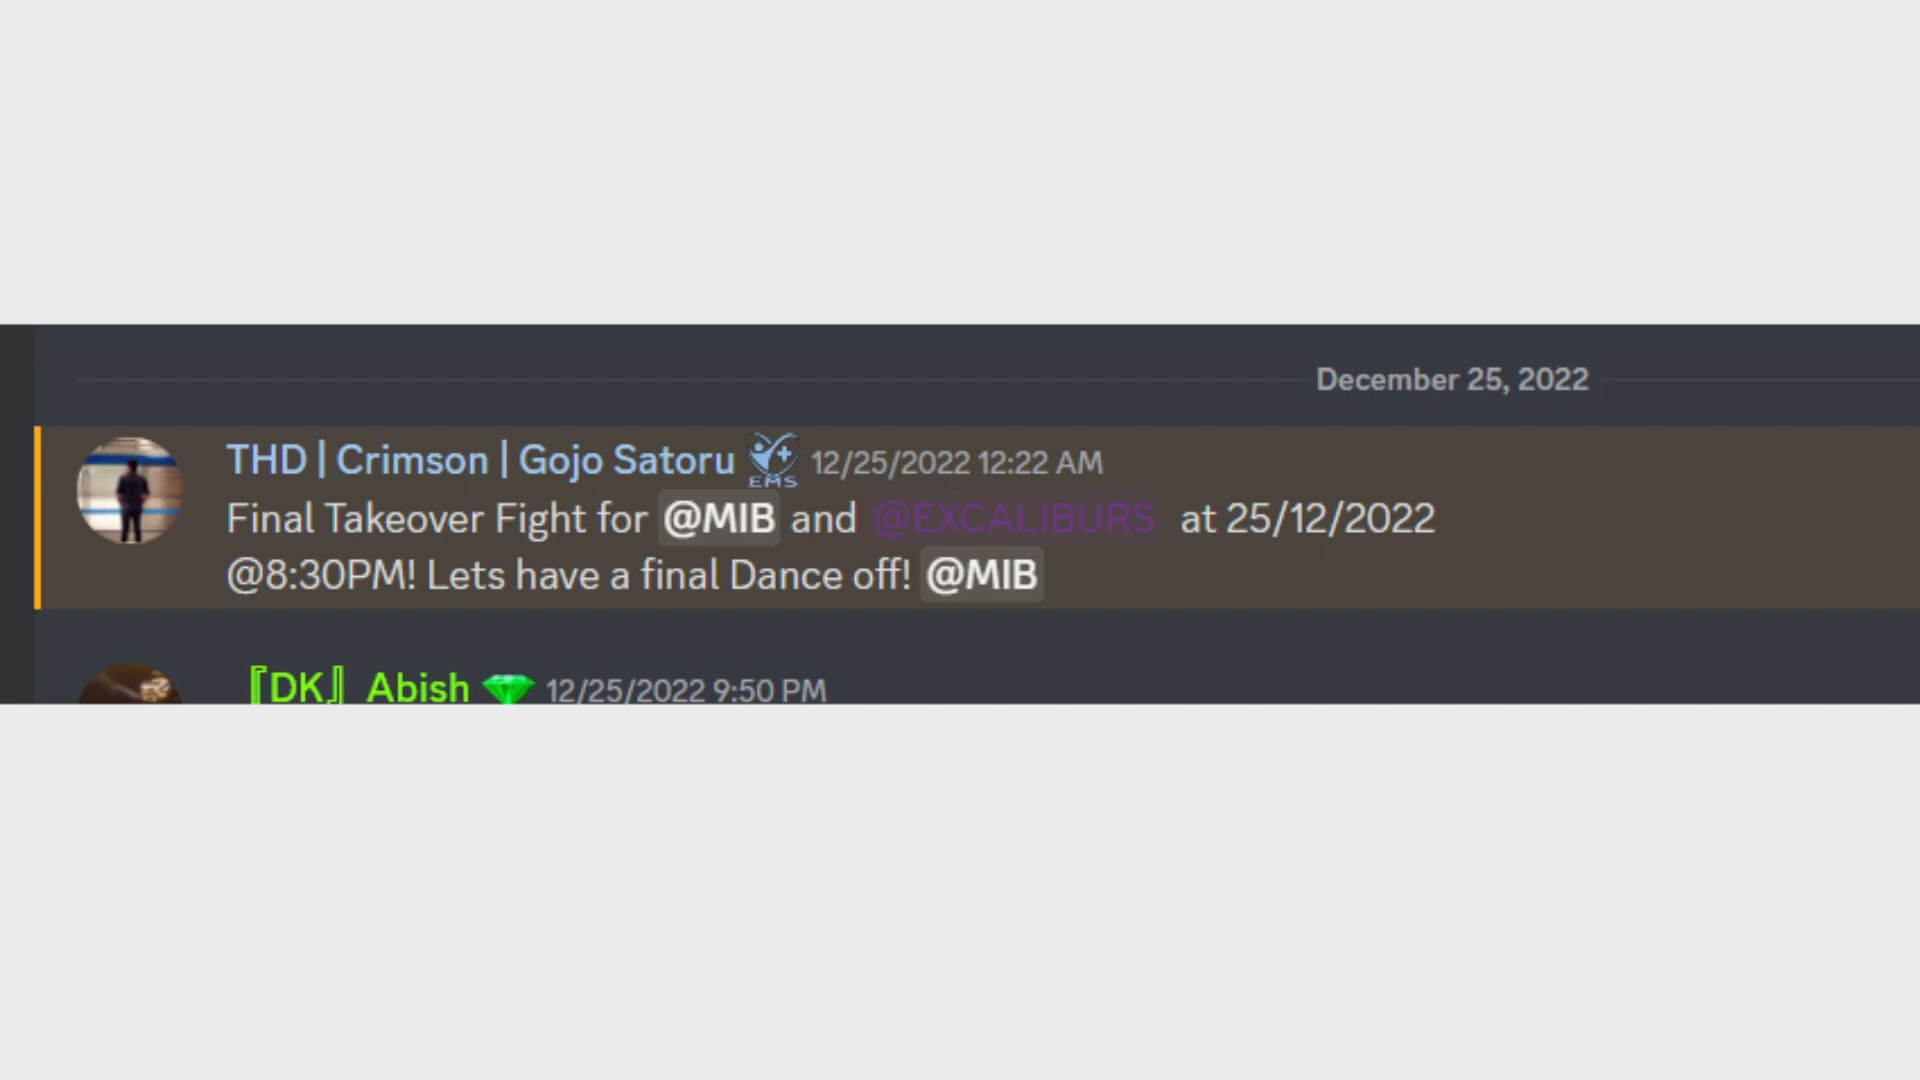 December 25, 2022
THD | Crimson | Gojo Satoru EMS 12/25/2022 12:22 AM
Final Takeover Fight for @MIB and @EXCALIBURS at 25/12/2022
@8:30PM! Lets have a final Dance off! @MIB
『DK』 Abish 12/25/2022 9:50 PM